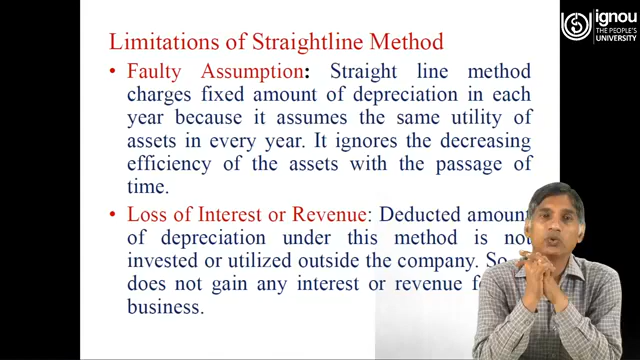 ignou
THE PEOPLE'S
UNIVERSITY
Limitations of Straightline Method
• Faulty Assumption: Straight line method
charges fixed amount of depreciation in each
year because it assumes the same utility of
assets in every year. It ignores the decreasing
efficiency of the assets with the passage of
time.
• Loss of Interest or Revenue: Deducted amount
of depreciation under this method is not
invested or utilized outside the company. So
does not gain any interest or revenue
business.